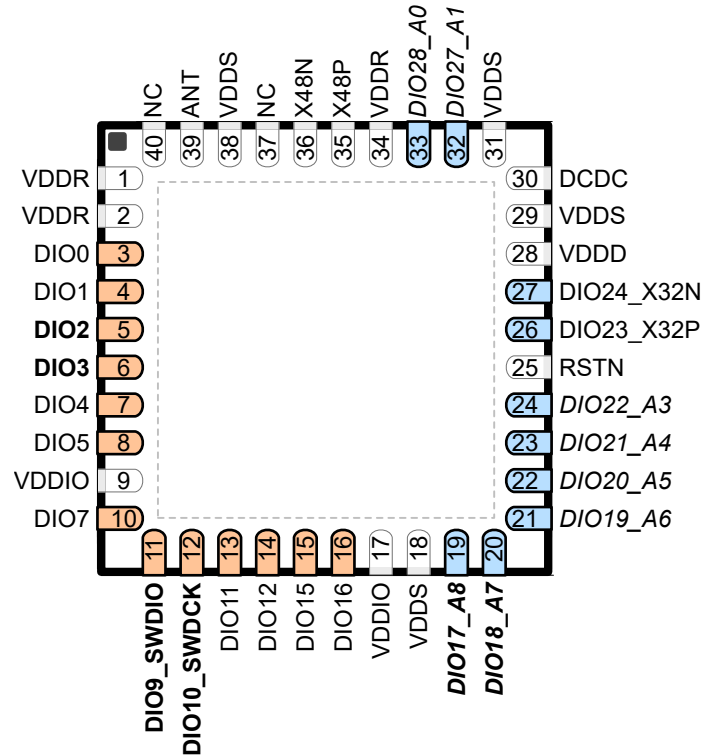 NC
ANT
VDDS
NC
X48N
X48P
VDDR
DIO28_A0
DIO27_A1
VDDS
40
39
38
37
36
35
34
33
32
31
VDDR 1
VDDR 2
DIO0 3
DIO1 4
DIO2 5
DIO3 6
DIO4 7
DIO5 8
VDDIO 9
DIO7 10
30 DCDC
29 VDDS
28 VDDD
27 DIO24_X32N
26 DIO23_X32P
25 RSTN
24 DIO22_A3
23 DIO21_A4
22 DIO20_A5
21 DIO19_A6
11
12
13
14
15
16
17
18
19
20
DIO9_SWDIO
DIO10_SWDCK
DIO11
DIO12
DIO15
DIO16
VDDIO
VDDS
DIO17_A8
DIO18_A7